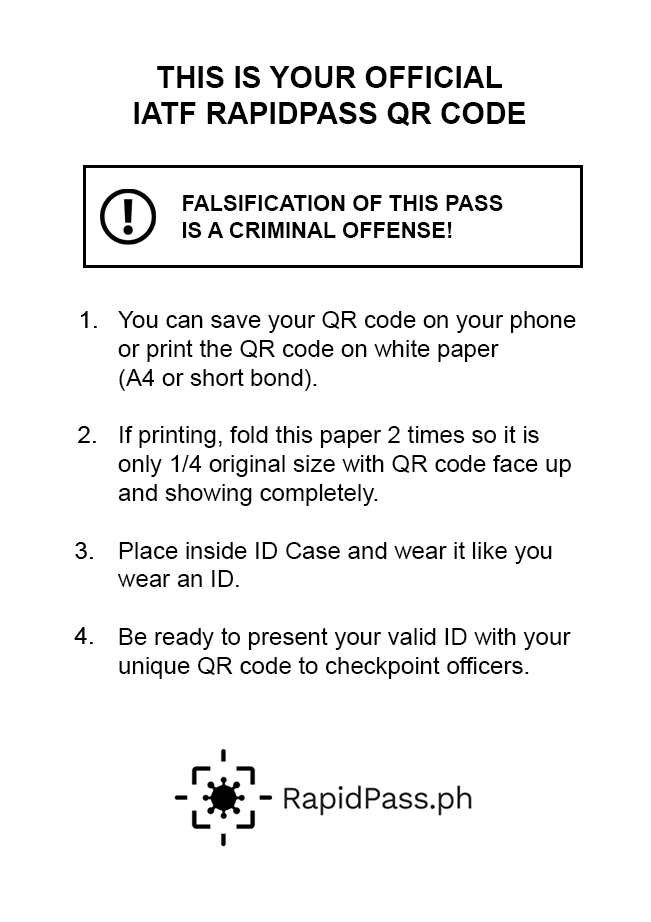 THIS IS YOUR OFFICIAL
IATF RAPIDPASS QR CODE
FALSIFICATION OF THIS PASS
IS A CRIMINAL OFFENSE!
1. You can save your QR code on your phone
or print the QR code on white paper
(A4 or short bond).
2. If printing, fold this paper 2 times so it is
only 1/4 original size with QR code face up
and showing completely.
3. Place inside ID Case and wear it like you
wear an ID.
4. Be ready to present your valid ID with your
unique QR code to checkpoint officers.
RapidPass.ph